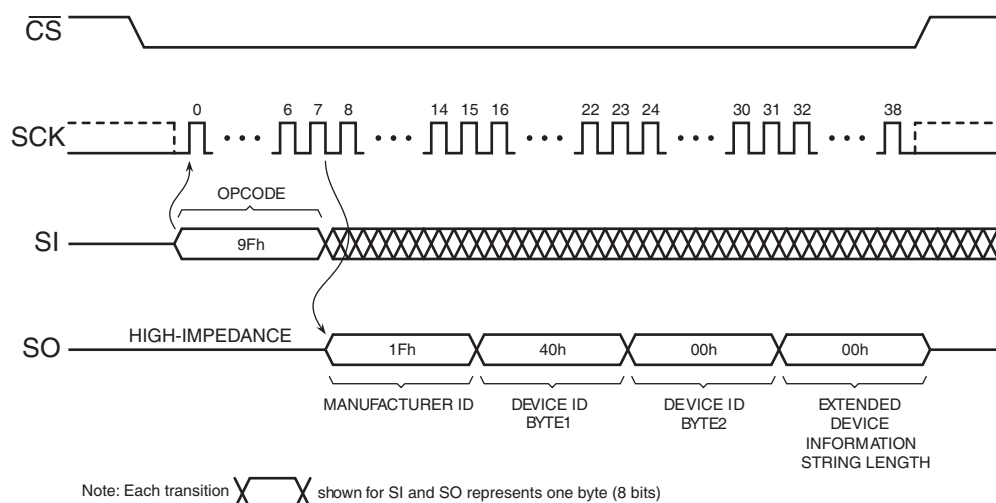 CS
SCK
0 6 7 8 14 15 16 22 23 24 30 31 32 38
OPCODE
SI
9Fh
SO
HIGH-IMPEDANCE
1Fh 40h 00h 00h
MANUFACTURER ID
DEVICE ID
BYTE1
DEVICE ID
BYTE2
EXTENDED
DEVICE
INFORMATION
STRING LENGTH
Note: Each transition shown for SI and SO represents one byte (8 bits)